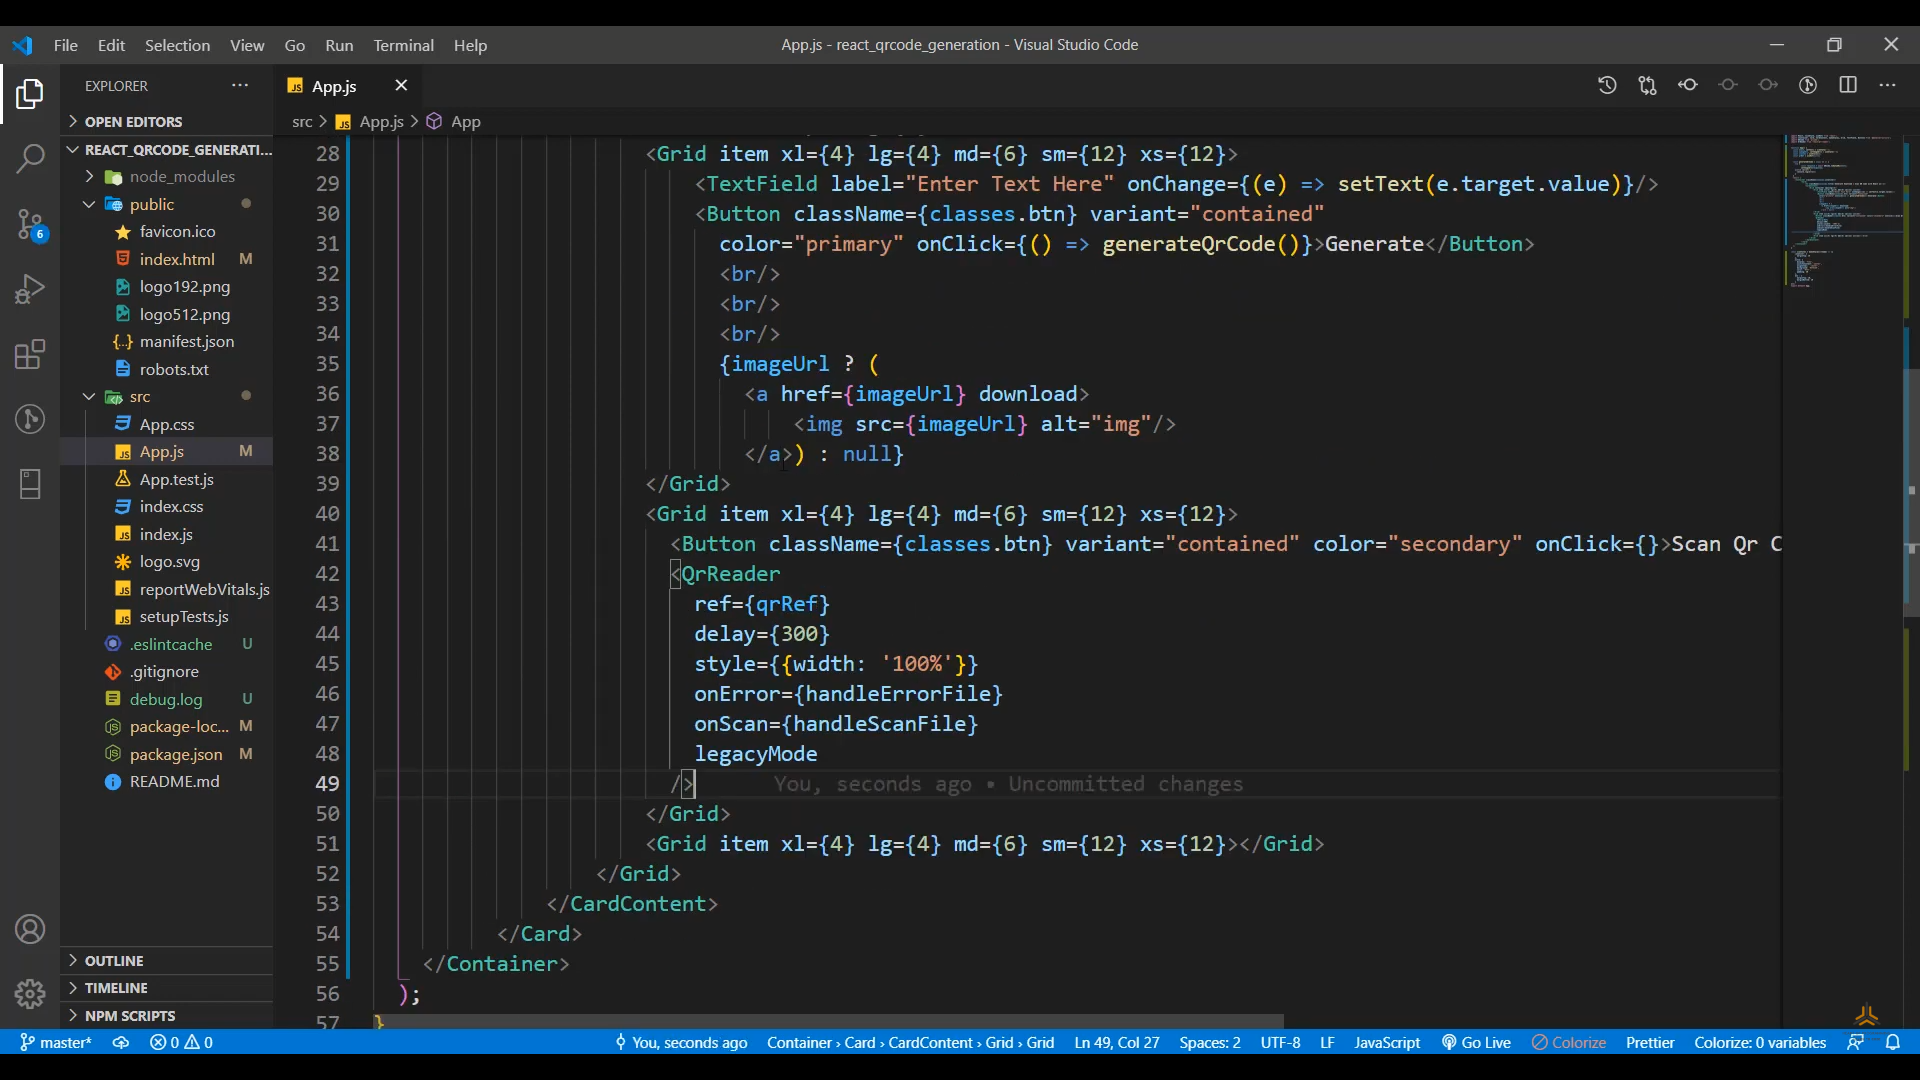 File Edit Selection View Go Run Terminal Help
App.js - react_qrcode_generation - Visual Studio Code
EXPLORER
App.js
OPEN EDITORS
src > App.js > App
REACT_QRCODE_GENERATI...
node_modules
public
favicon.ico
index.html M
logo192.png
logo512.png
manifest.json
robots.txt
src
App.css
App.js M
App.test.js
index.css
index.js
logo.svg
reportWebVitals.js
setupTests.js
.eslintcache U
.gitignore
debug.log U
package-loc... M
package.json M
README.md
OUTLINE
TIMELINE
NPM SCRIPTS
6
28 <Grid item xl={4} lg={4} md={6} sm={12} xs={12}>
29 <TextField label="Enter Text Here" onChange={(e) => setText(e.target.value)}/>
30 <Button className={classes.btn} variant="contained"
31 color="primary" onClick={() => generateQrCode()}>Generate</Button>
32 <br/>
33 <br/>
34 <br/>
35 {imageUrl ? (
36 <a href={imageUrl} download>
37 <img src={imageUrl} alt="img"/>
38 </a>) : null}
39 </Grid>
40 <Grid item xl={4} lg={4} md={6} sm={12} xs={12}>
41 <Button className={classes.btn} variant="contained" color="secondary" onClick={}>Scan Qr C
42 <QrReader
43 ref={qrRef}
44 delay={300}
45 style={{width: '100%'}}
46 onError={handleErrorFile}
47 onScan={handleScanFile}
48 legacyMode
49 /> You, seconds ago • Uncommitted changes
50 </Grid>
51 <Grid item xl={4} lg={4} md={6} sm={12} xs={12}></Grid>
52 </Grid>
53 </CardContent>
54 </Card>
55 </Container>
56 );
57 }
master* 0 0 You, seconds ago Container › Card › CardContent › Grid › Grid Ln 49, Col 27 Spaces: 2 UTF-8 LF JavaScript Go Live Colorize Prettier Colorize: 0 variables